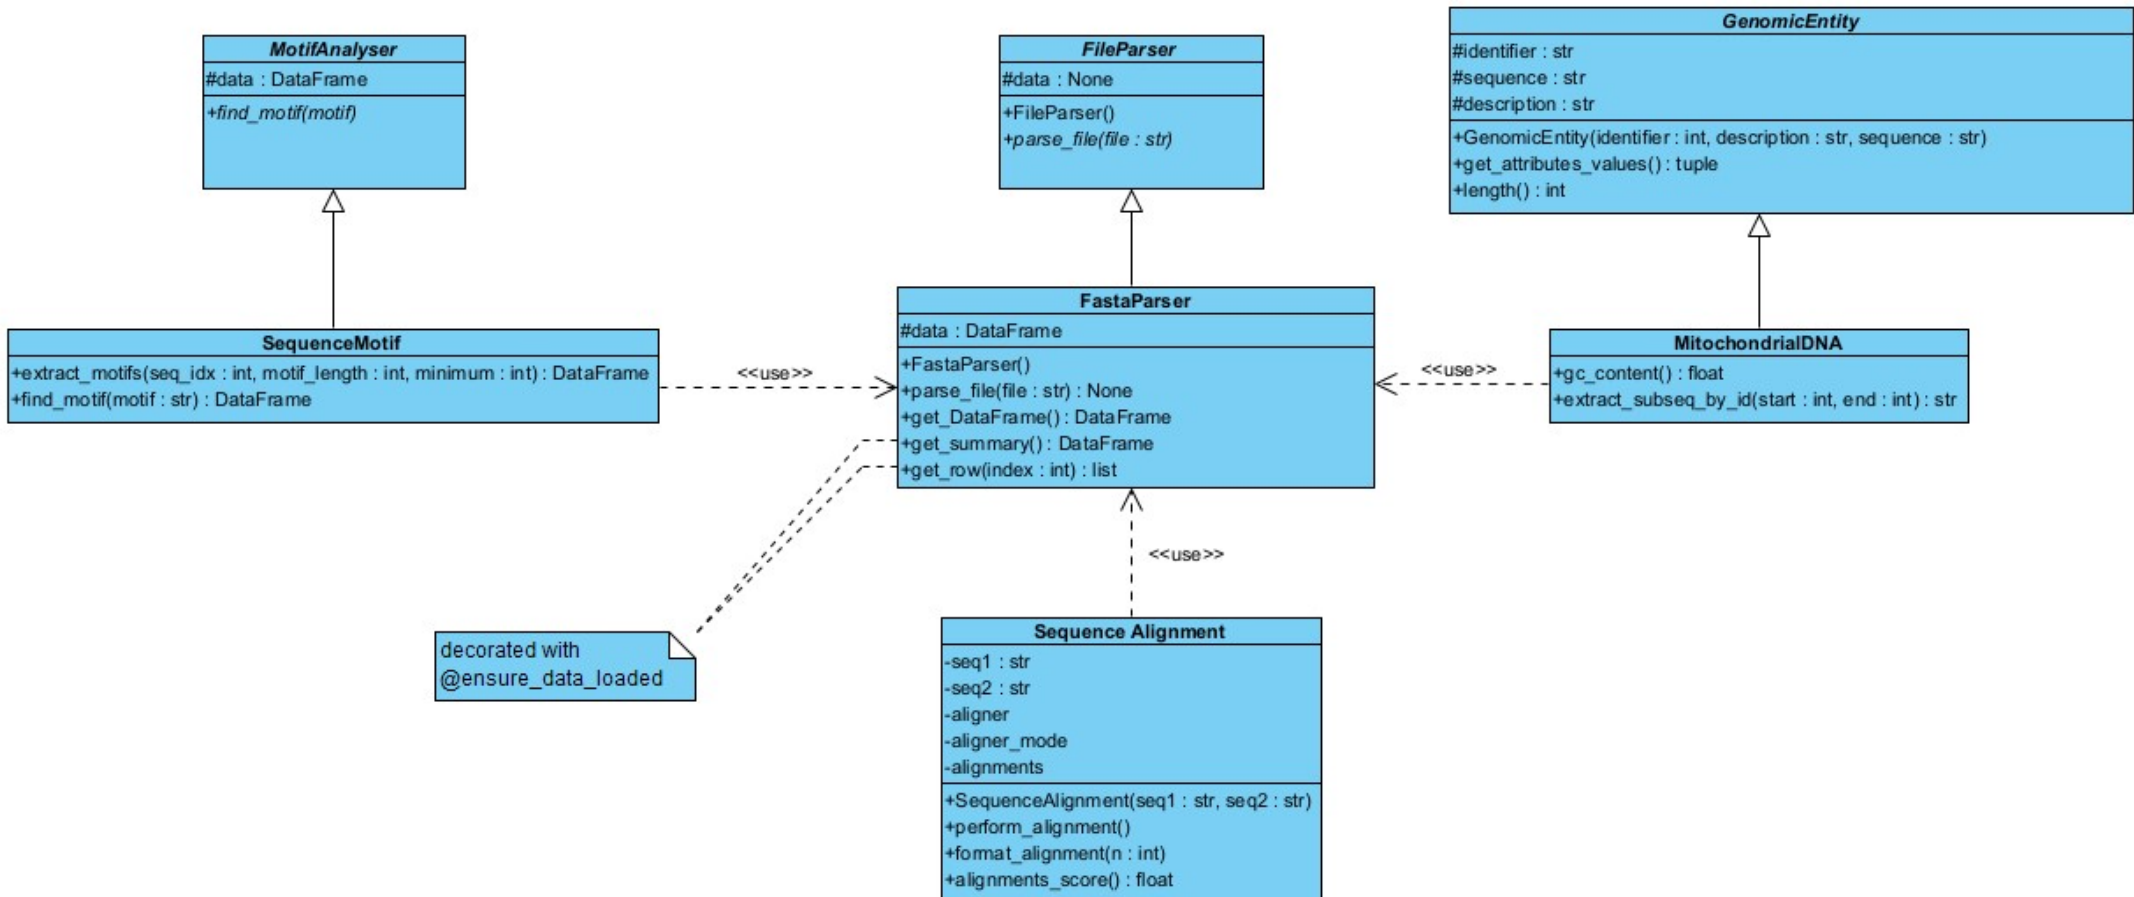 MotifAnalyser
#data : DataFrame
+find_motif(motif)
FileParser
#data : None
+FileParser()
+parse_file(file : str)
GenomicEntity
#identifier : str
#sequence : str
#description : str
+GenomicEntity(identifier : int, description : str, sequence : str)
+get_attributes_values() : tuple
+length() : int
SequenceMotif
+extract_motifs(seq_idx : int, motif_length : int, minimum : int) : DataFrame
+find_motif(motif : str) : DataFrame
<<use>>
FastaParser
#data : DataFrame
+FastaParser()
+parse_file(file : str) : None
+get_DataFrame() : DataFrame
+get_summary() : DataFrame
+get_row(index : int) : list
<<use>>
MitochondrialDNA
+gc_content() : float
+extract_subseq_by_id(start : int, end : int) : str
<<use>>
decorated with
@ensure_data_loaded
Sequence Alignment
-seq1 : str
-seq2 : str
-aligner
-aligner_mode
-alignments
+SequenceAlignment(seq1 : str, seq2 : str)
+perform_alignment()
+format_alignment(n : int)
+alignments_score() : float